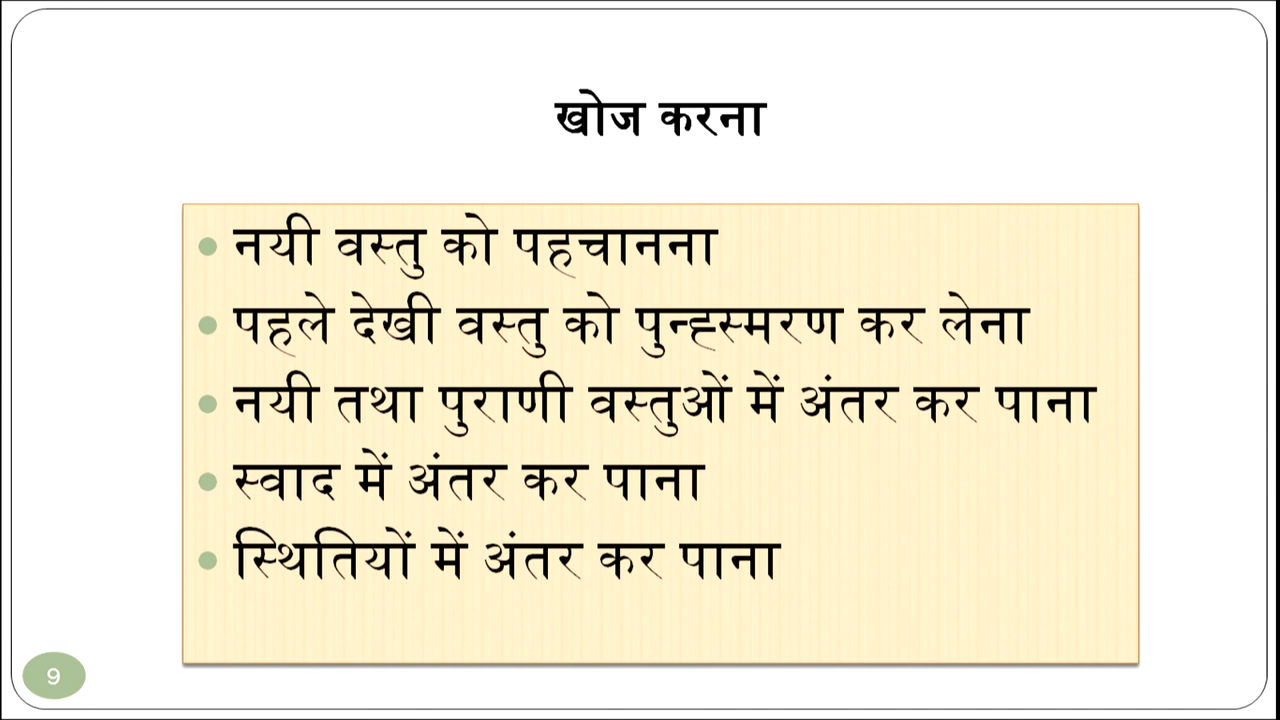 खोज करना
नयी वस्तु को पहचानना
पहले देखी वस्तु को पुन्ह्स्मरण कर लेना
नयी तथा पुराणी वस्तुओं में अंतर कर पाना
स्वाद में अंतर कर पाना
स्थितियों में अंतर कर पाना
9